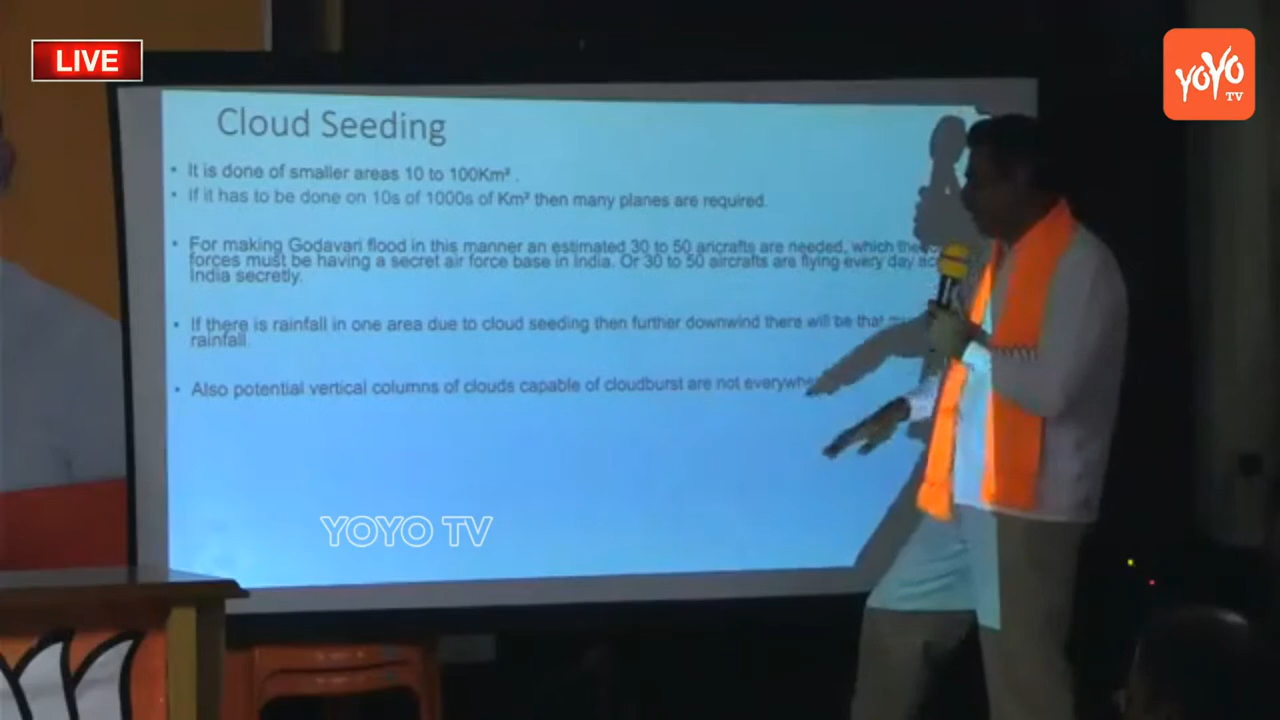 LIVE
YOYO
TV
Cloud Seeding
• It is done of smaller areas 10 to 100Km² .
• If it has to be done on 10s of 1000s of Km² then many planes are required.
• For making Godavari flood in this manner an estimated 30 to 50 aricrafts are needed, which
forces must be having a secret air force base in India. Or 30 to 50 aircrafts are flying every day
India secretly.
• If there is rainfall in one area due to cloud seeding then further downwind there will be that
rainfall.
• Also potential vertical columns of clouds capable of cloudburst are not
YOYO TV